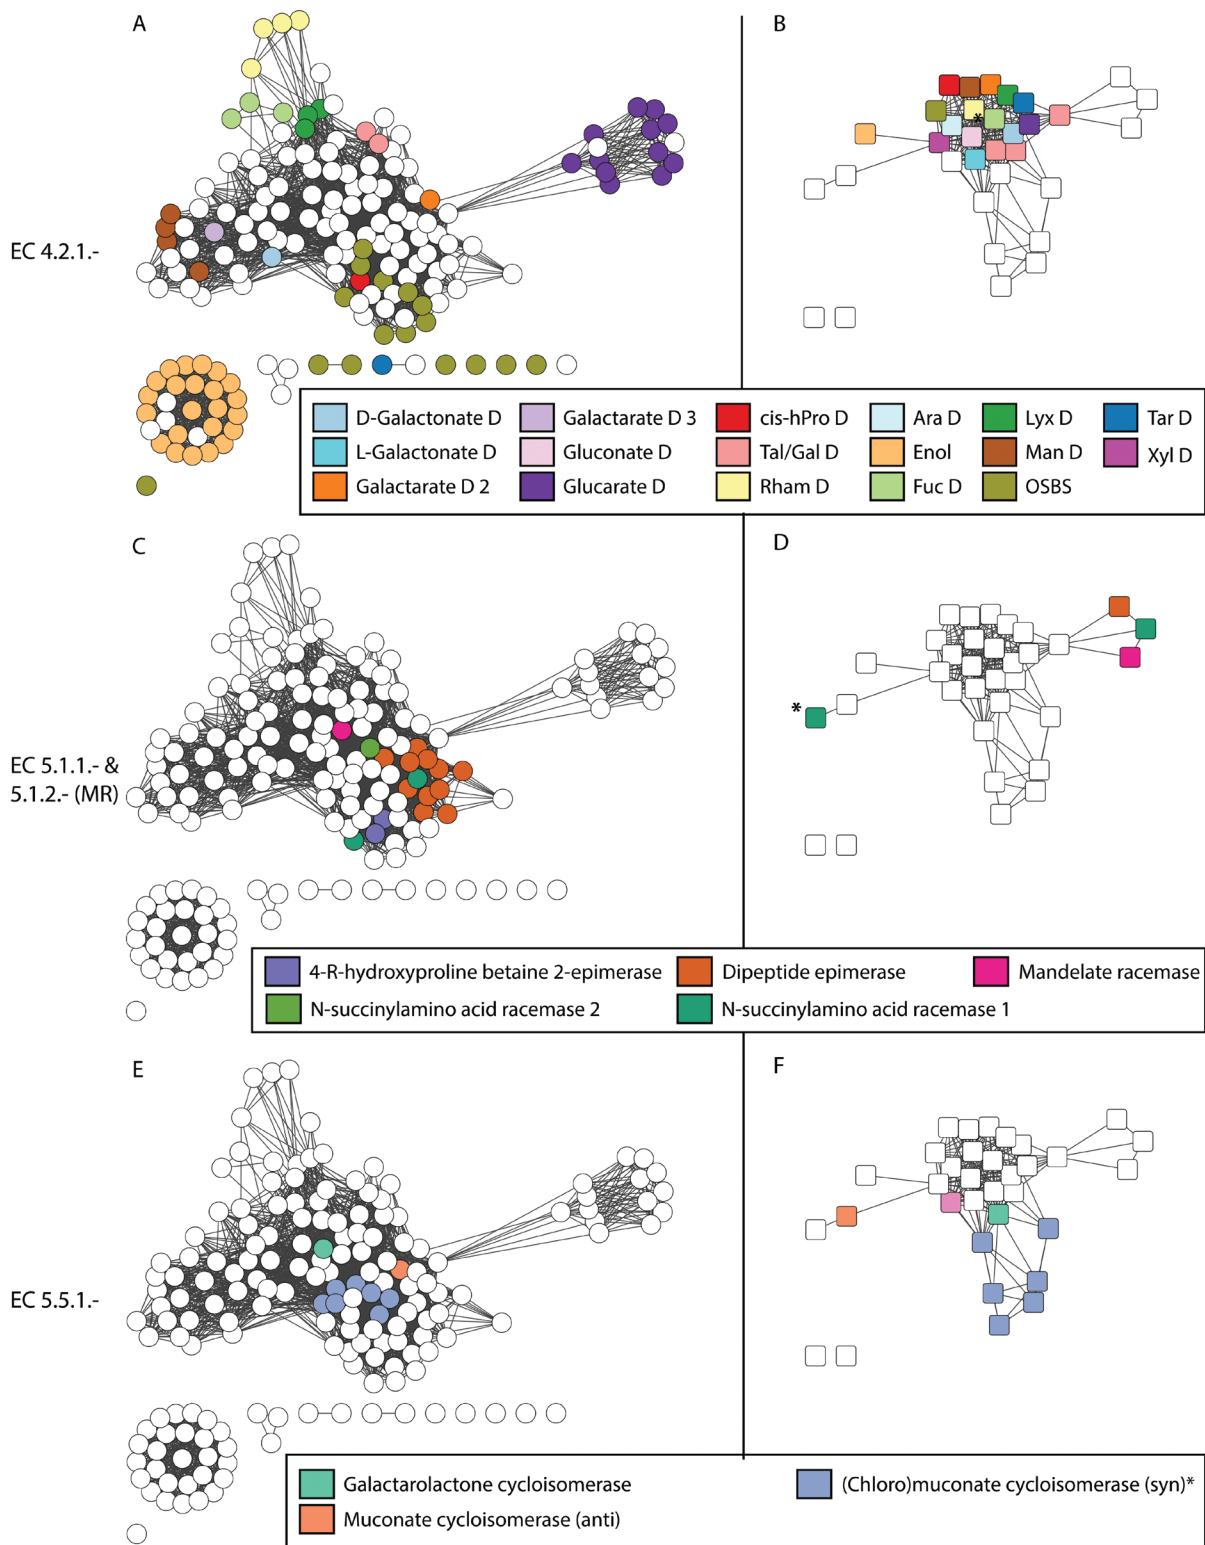 A
B
*
EC 4.2.1.-
D-Galactonate D
Galactarate D 3
cis-hPro D
Ara D
Lyx D
Tar D
L-Galactonate D
Gluconate D
Tal/Gal D
Enol
Man D
Xyl D
Galactarate D 2
Glucarate D
Rham D
Fuc D
OSBS
C
D
*
EC 5.1.1.- &
5.1.2.- (MR)
4-R-hydroxyproline betaine 2-epimerase
Dipeptide epimerase
Mandelate racemase
N-succinylamino acid racemase 2
N-succinylamino acid racemase 1
E
F
EC 5.5.1.-
Galactarolactone cycloisomerase
(Chloro)muconate cycloisomerase (syn)*
Muconate cycloisomerase (anti)